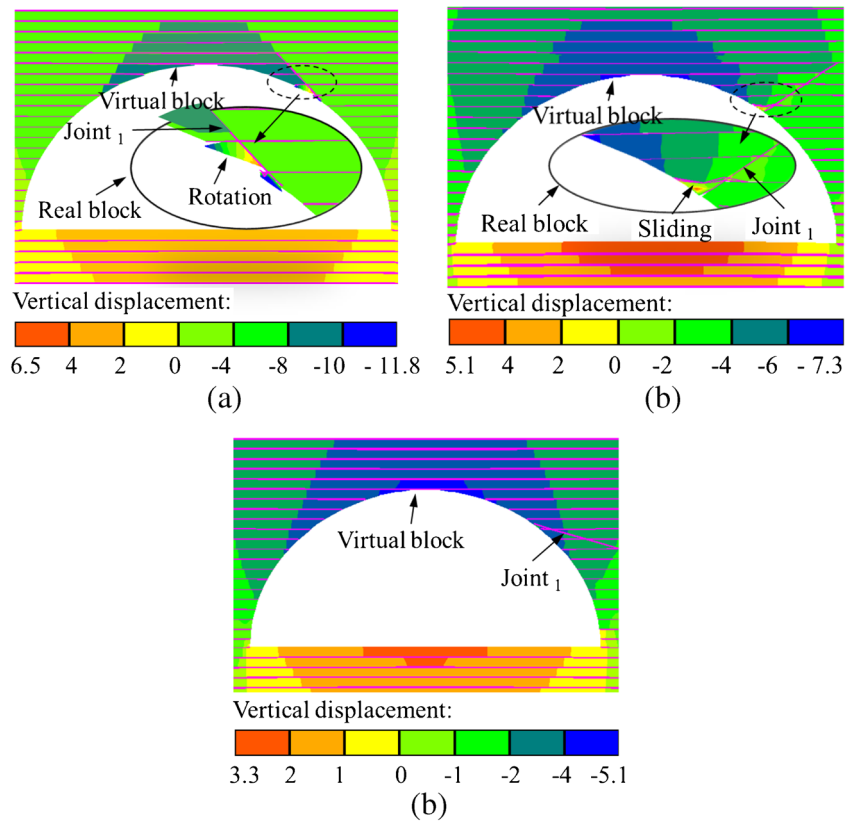 Virtual block
Joint 1
Rotation
Real block
Vertical displacement:
6.5 4 2 0 -4 -8 -10 - 11.8
(a)
Virtual block
Real block
Sliding
Joint 1
Vertical displacement:
5.1 4 2 0 -2 -4 -6 - 7.3
(b)
Virtual block
Joint 1
Vertical displacement:
3.3 2 1 0 -1 -2 -4 -5.1
(b)